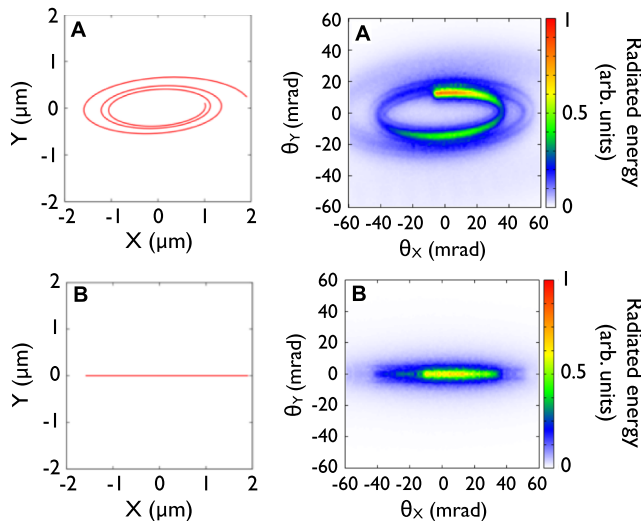 A
Y (μm)
2
1
0
-1
-2
-2 -1 0 1 2
X (μm)
A
θY (mrad)
60
40
20
0
-20
-40
-60
-60 -40 -20 0 20 40 60
θX (mrad)
1
0.5
0
Radiated energy
(arb. units)
B
Y (μm)
2
1
0
-1
-2
-2 -1 0 1 2
X (μm)
B
θY (mrad)
60
40
20
0
-20
-40
-60
-60 -40 -20 0 20 40 60
θX (mrad)
1
0.5
0
Radiated energy
(arb. units)